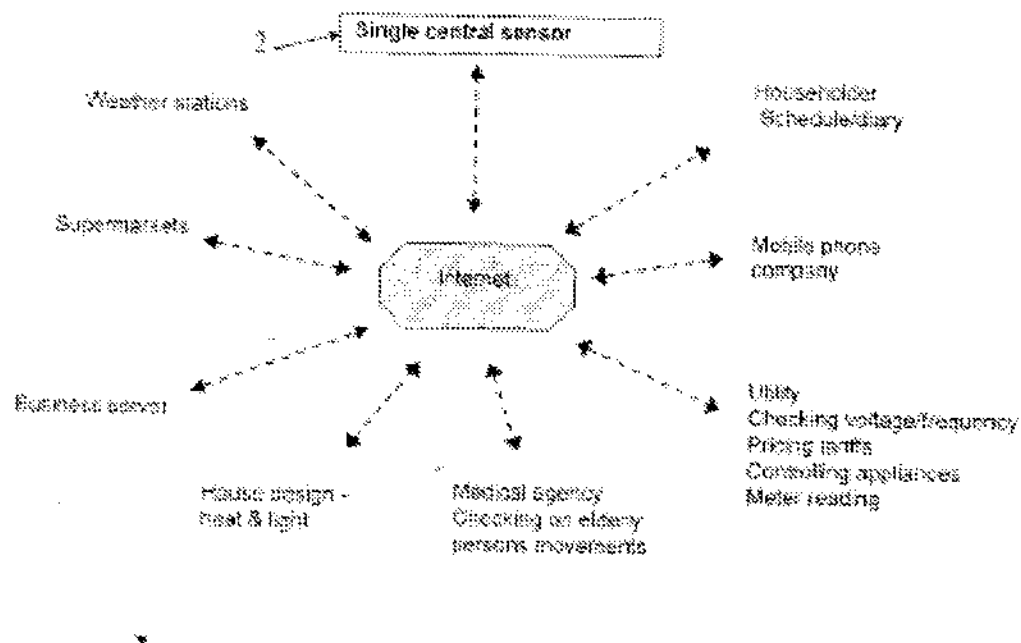 2
Single central sensor
Weather stations
Householder
Schedule/diary
Supermarkets
Mobile phone
company
Internet
Business server
Utility
Checking voltage/frequency
Pricing tariffs
Controlling appliances
Meter reading
House design -
heat & light
Medical agency
Checking on elderly
persons movements